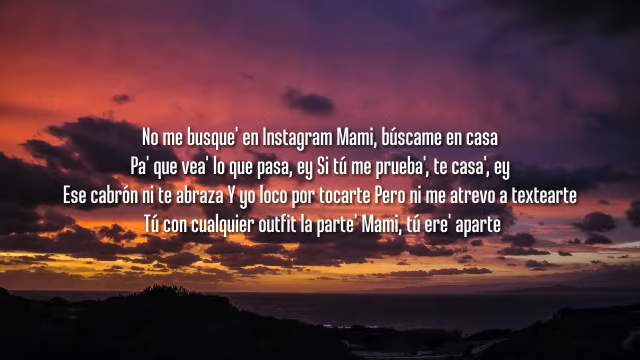 No me busque' en Instagram Mami, búscame en casa
Pa' que vea' lo que pasa, ey Si tú me prueba', te casa', ey
Ese cabrón ni te abraza Y yo loco por tocarte Pero ni me atrevo a textearte
Tú con cualquier outfit la parte' Mami, tú ere' aparte